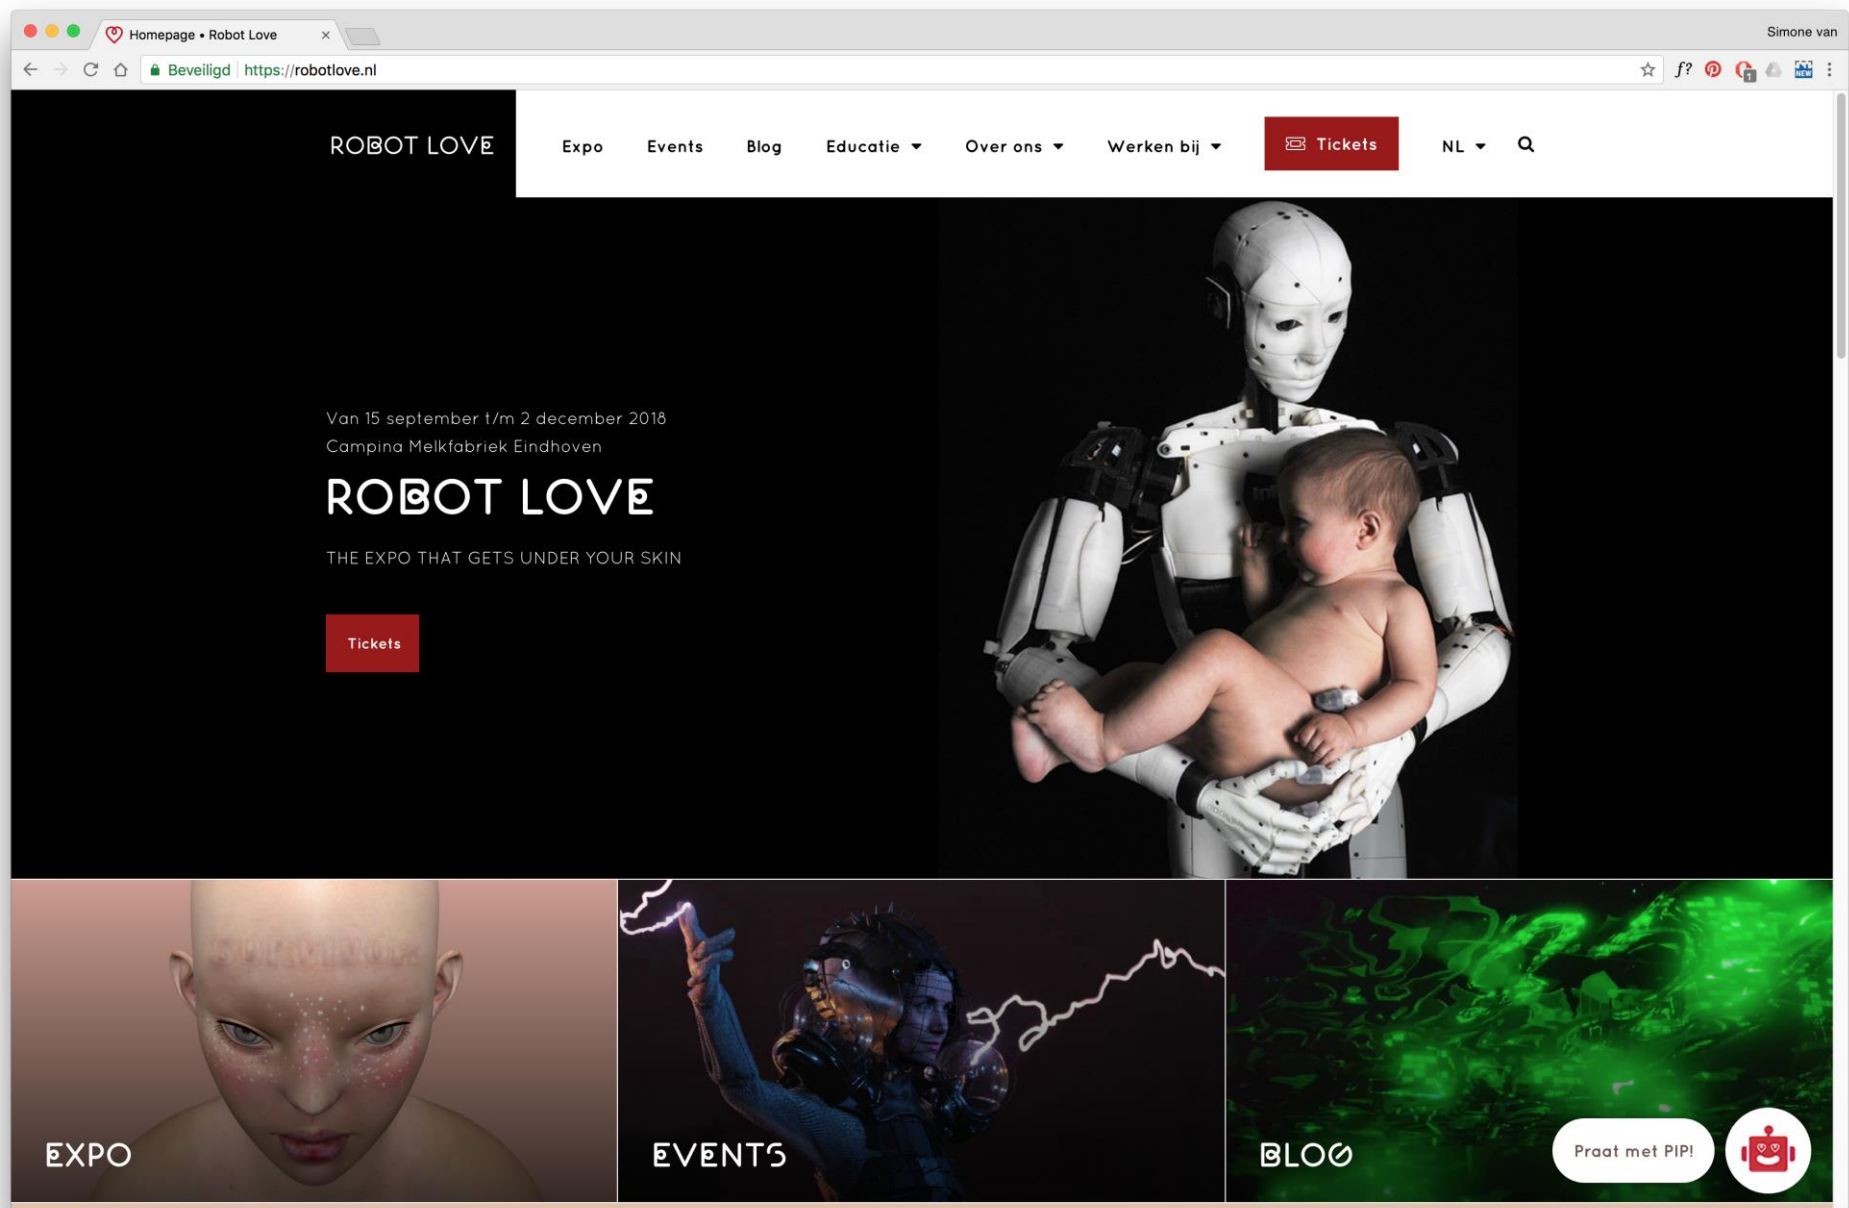 Homepage • Robot Love
Simone van
Beveiligd https://robotlove.nl
f?
1
NEW
ROBOT LOVE
Expo
Events
Blog
Educatie
Over ons
Werken bij
Tickets
NL
Van 15 september t/m 2 december 2018
Campina Melkfabriek Eindhoven
ROBOT LOVE
THE EXPO THAT GETS UNDER YOUR SKIN
Tickets
EXPO
EVENTS
BLOG
Praat met PIP!